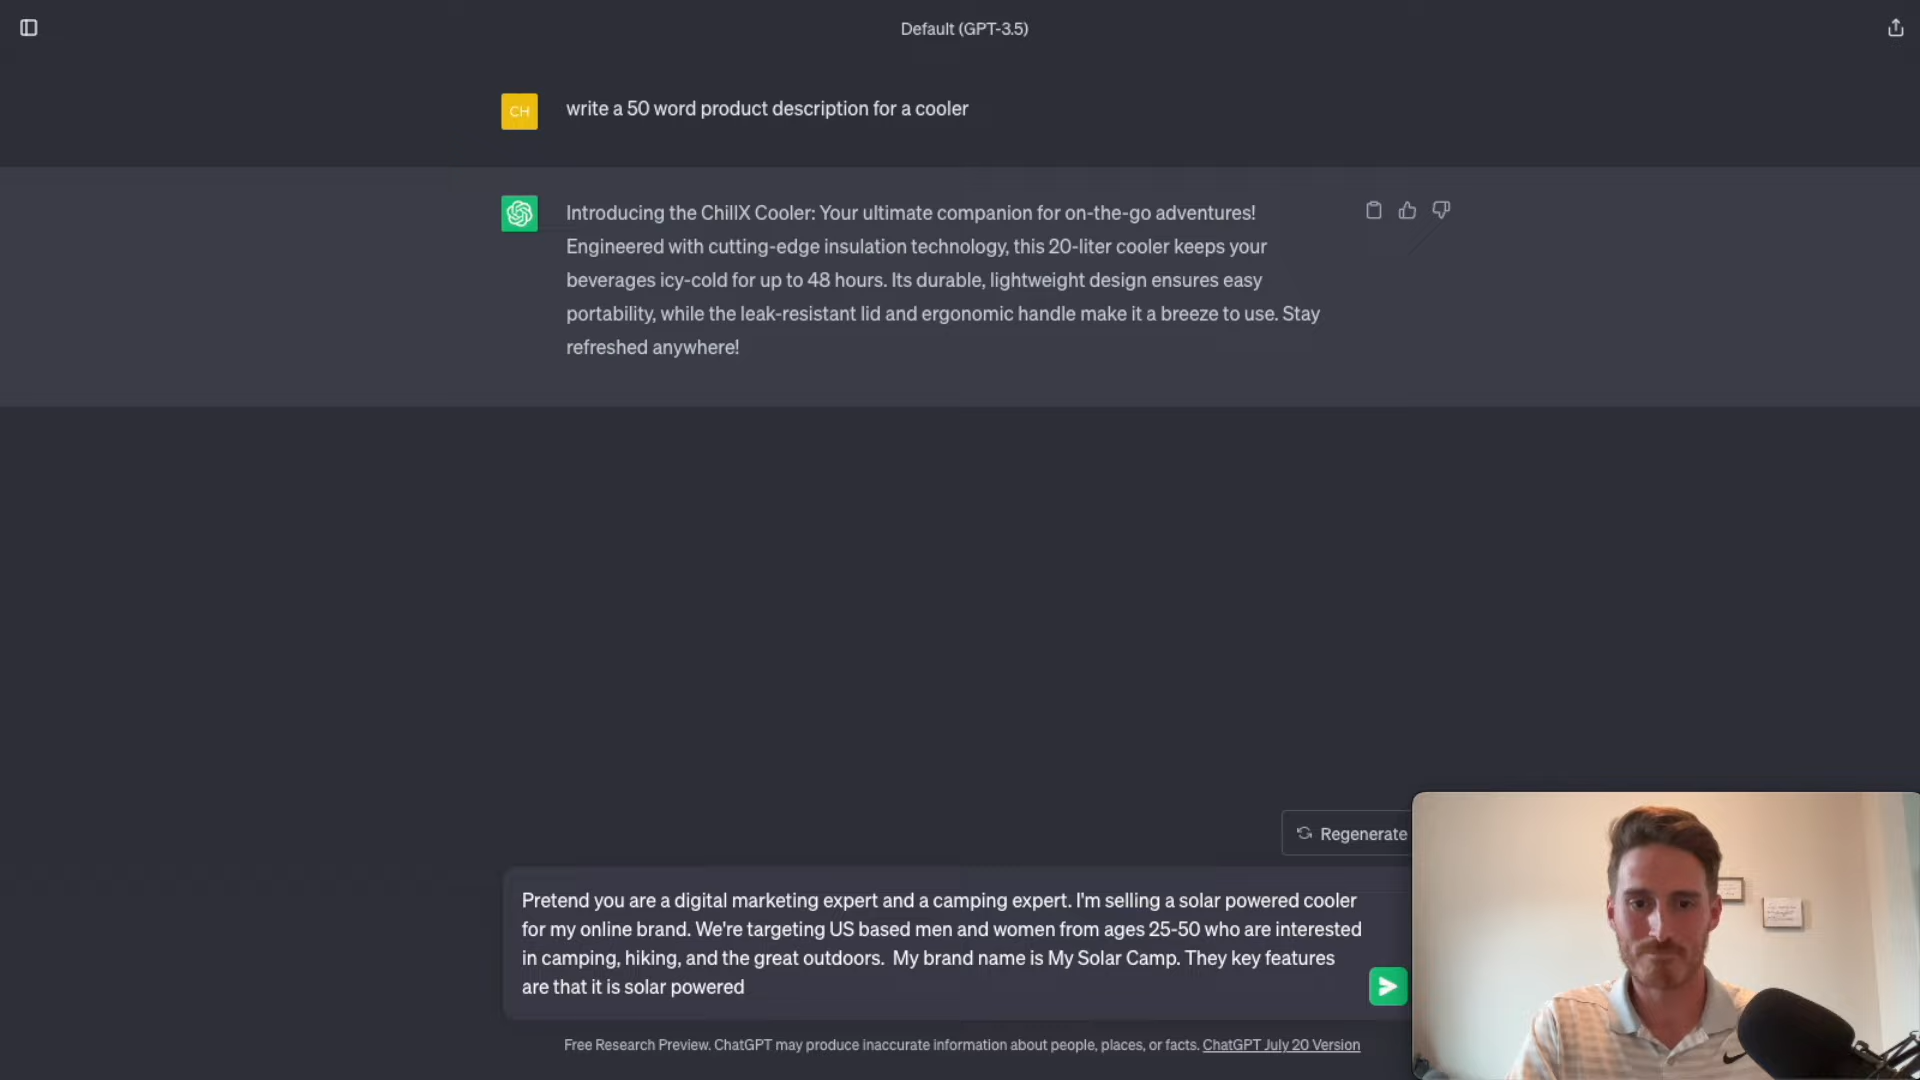 Default (GPT-3.5)
CH
write a 50 word product description for a cooler
Introducing the ChillX Cooler: Your ultimate companion for on-the-go adventures!
Engineered with cutting-edge insulation technology, this 20-liter cooler keeps your
beverages icy-cold for up to 48 hours. Its durable, lightweight design ensures easy
portability, while the leak-resistant lid and ergonomic handle make it a breeze to use. Stay
refreshed anywhere!
Regenerate
Pretend you are a digital marketing expert and a camping expert. I'm selling a solar powered cooler
for my online brand. We're targeting US based men and women from ages 25-50 who are interested
in camping, hiking, and the great outdoors.  My brand name is My Solar Camp. They key features
are that it is solar powered
Free Research Preview. ChatGPT may produce inaccurate information about people, places, or facts. ChatGPT July 20 Version